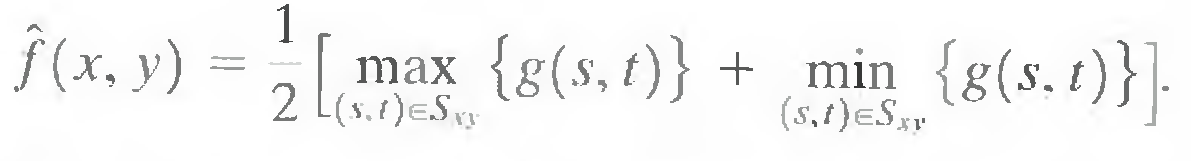 f̂(x, y) = 1/2 [ max_{(s,t)∈S_{xy}} {g(s, t)} + min_{(s,t)∈S_{xy}} {g(s, t)} ].